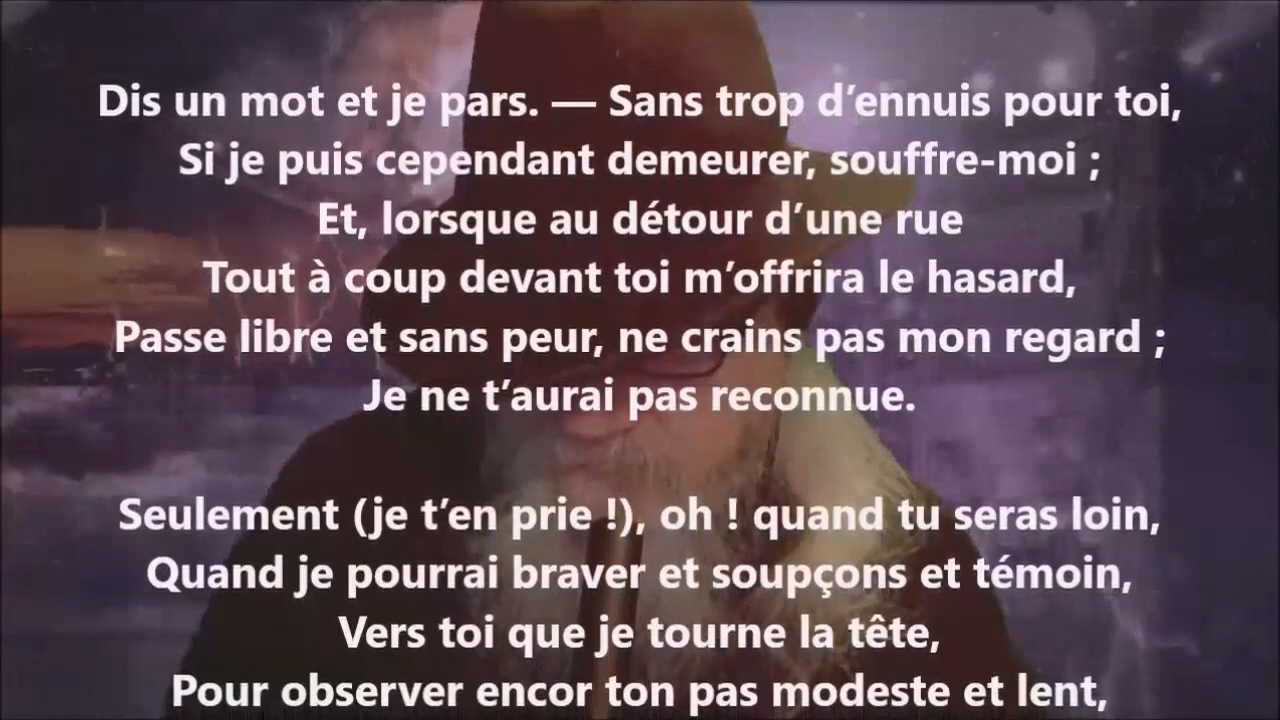 Dis un mot et je pars. — Sans trop d’ennuis pour toi,
Si je puis cependant demeurer, souffre-moi ;
Et, lorsque au détour d’une rue
Tout à coup devant toi m’offrira le hasard,
Passe libre et sans peur, ne crains pas mon regard ;
Je ne t’aurai pas reconnue.
Seulement (je t’en prie !), oh ! quand tu seras loin,
Quand je pourrai braver et soupçons et témoin,
Vers toi que je tourne la tête,
Pour observer encor ton pas modeste et lent,